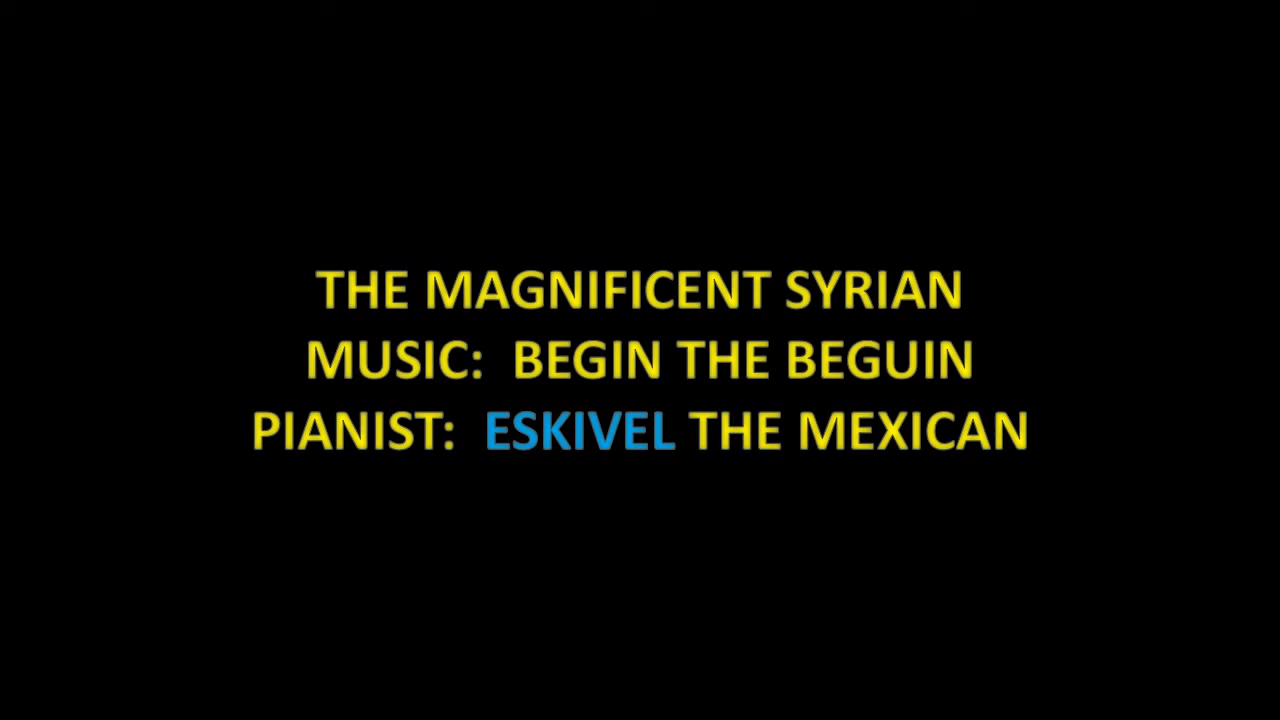 THE MAGNIFICENT SYRIAN
MUSIC:  BEGIN THE BEGUIN
PIANIST:  ESKIVEL THE MEXICAN